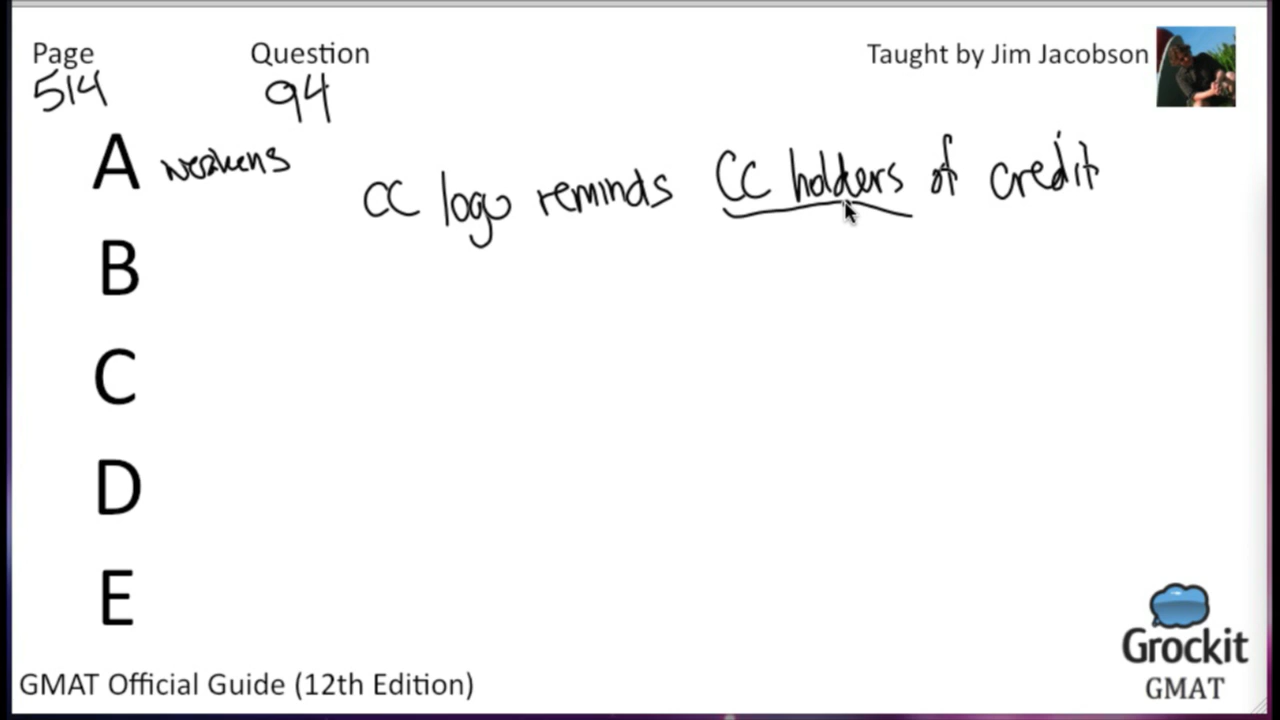 Page Question Taught by Jim Jacobson
514 94
A weakens CC logo reminds CC holders of credit
B
C
D
E
Grockit
GMAT
GMAT Official Guide (12th Edition)